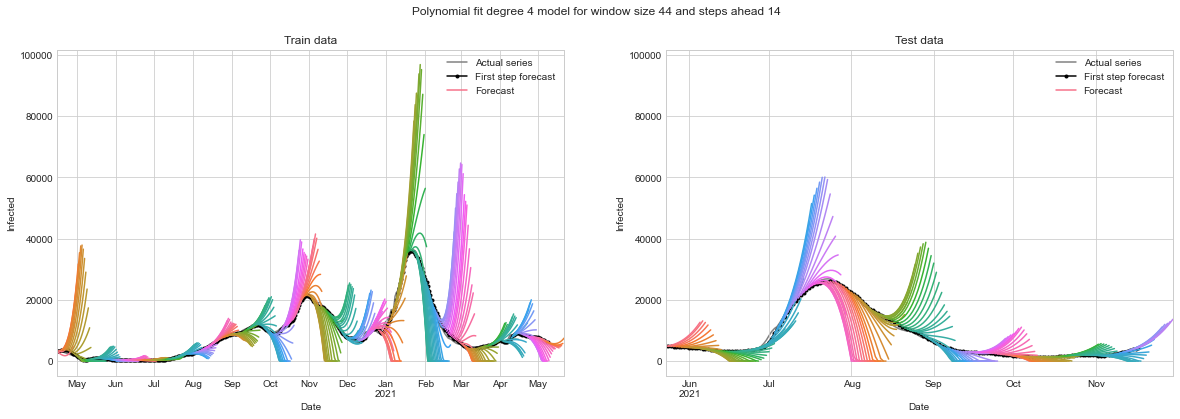 Polynomial fit degree 4 model for window size 44 and steps ahead 14
Train data
100000
80000
60000
40000
20000
0
Infected
Actual series
First step forecast
Forecast
May Jun Jul Aug Sep Oct Nov Dec Jan Feb Mar Apr May
2021
Date
Test data
100000
80000
60000
40000
20000
0
Infected
Actual series
First step forecast
Forecast
Jun Jul Aug Sep Oct Nov
2021
Date